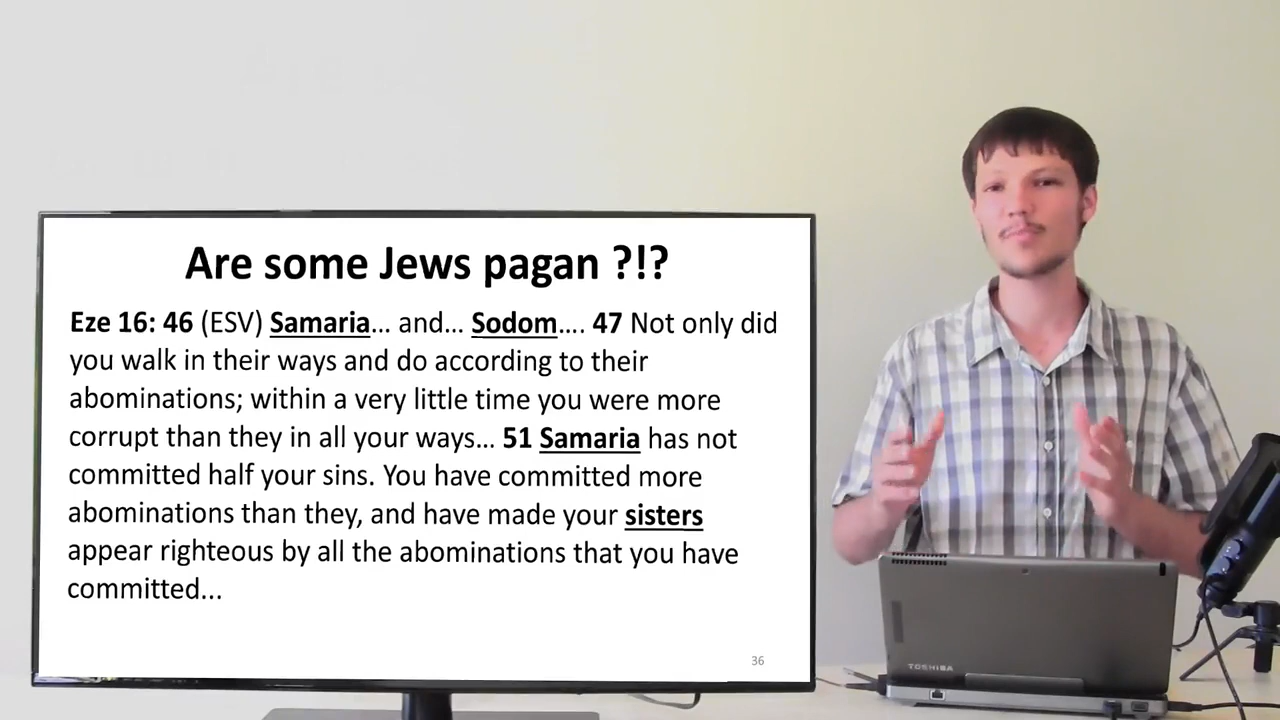 Are some Jews pagan ?!?
Eze 16: 46 (ESV) Samaria... and... Sodom.... 47 Not only did
you walk in their ways and do according to their
abominations; within a very little time you were more
corrupt than they in all your ways... 51 Samaria has not
committed half your sins. You have committed more
abominations than they, and have made your sisters
appear righteous by all the abominations that you have
committed...
36
TOSHIBA